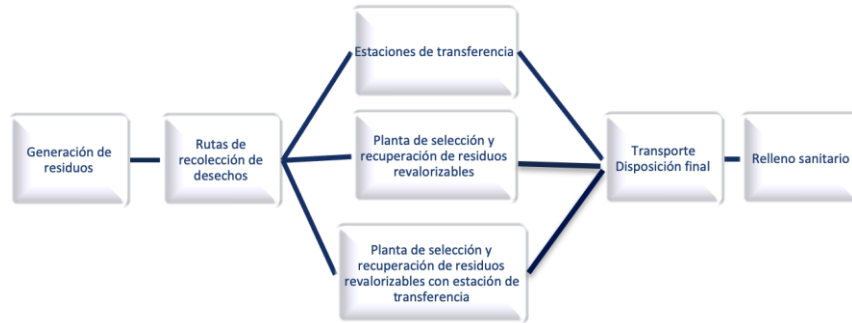 Estaciones de transferencia
Generación de
residuos
Rutas de
recolección de
desechos
Planta de selección y
recuperación de residuos
revalorizables
Transporte
Disposición final
Relleno sanitario
Planta de selección y
recuperación de residuos
revalorizables con estación de
transferencia